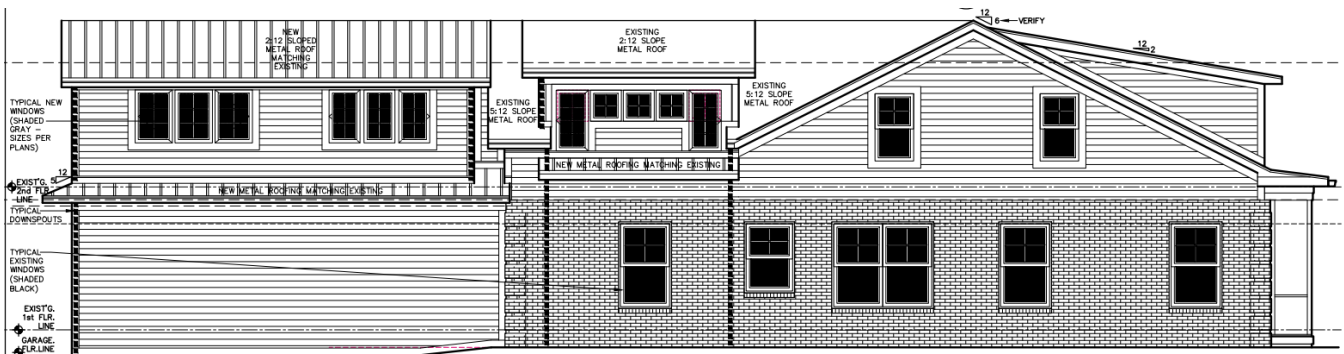 NEW
2:12 SLOPED
METAL ROOF
MATCHING
EXISTING
EXISTING
2:12 SLOPE
METAL ROOF
12
6
VERIFY
12
2
TYPICAL NEW
WINDOWS
(SHADED
GRAY –
SIZES PER
PLANS)
EXISTING
5:12 SLOPE
METAL ROOF
EXISTING
5:12 SLOPE
METAL ROOF
NEW METAL ROOFING MATCHING EXISTING
12
5
EXIST'G.
2nd FLR.
LINE
NEW METAL ROOFING MATCHING EXISTING
TYPICAL
DOWNSPOUTS
TYPICAL
EXISTING
WINDOWS
(SHADED
BLACK)
EXIST'G.
1st FLR.
LINE
GARAGE.
FLR.LINE